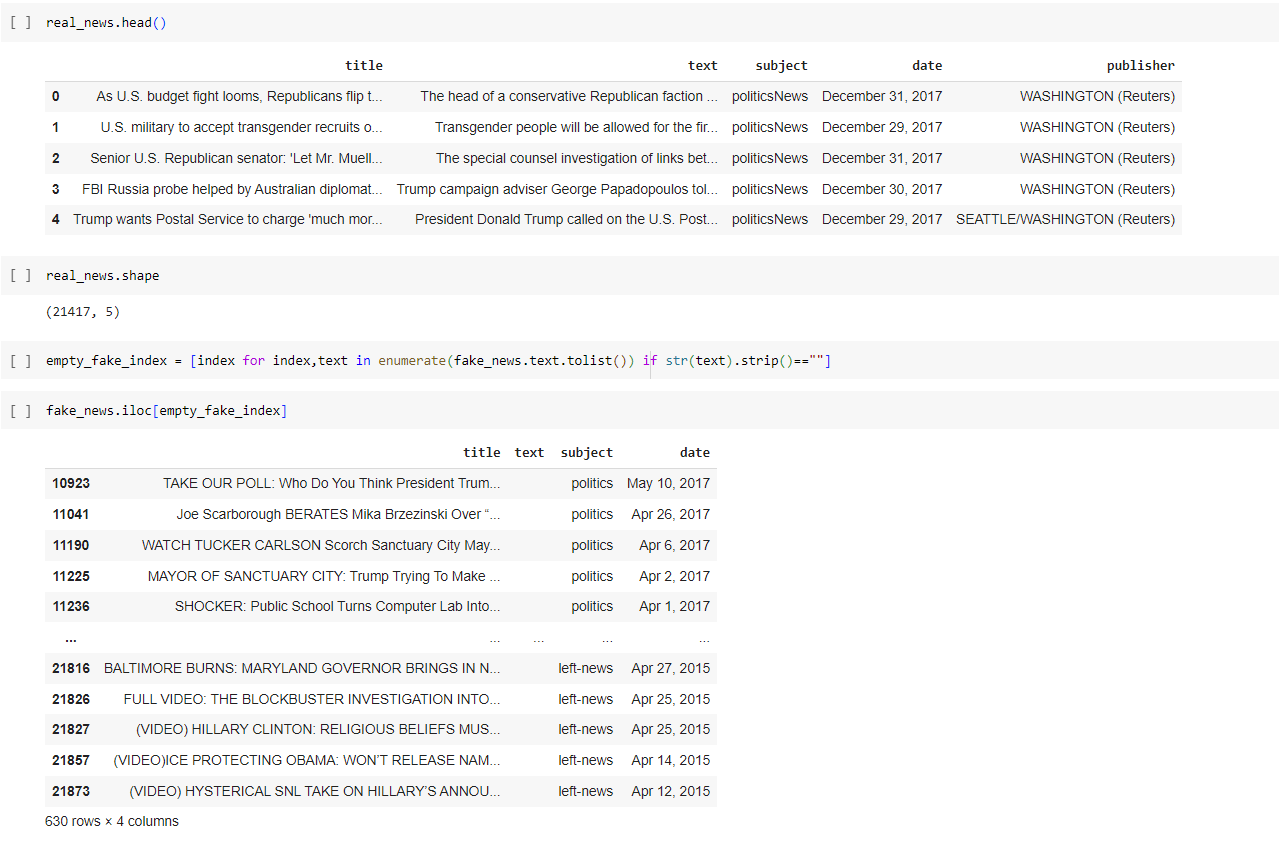 [ ] real_news.head()
title text subject date publisher
0 As U.S. budget fight looms, Republicans flip t... The head of a conservative Republican faction ... politicsNews December 31, 2017 WASHINGTON (Reuters)
1 U.S. military to accept transgender recruits o... Transgender people will be allowed for the fir... politicsNews December 29, 2017 WASHINGTON (Reuters)
2 Senior U.S. Republican senator: 'Let Mr. Muell... The special counsel investigation of links bet... politicsNews December 31, 2017 WASHINGTON (Reuters)
3 FBI Russia probe helped by Australian diplomat... Trump campaign adviser George Papadopoulos tol... politicsNews December 30, 2017 WASHINGTON (Reuters)
4 Trump wants Postal Service to charge 'much mor... President Donald Trump called on the U.S. Post... politicsNews December 29, 2017 SEATTLE/WASHINGTON (Reuters)
[ ] real_news.shape
(21417, 5)
[ ] empty_fake_index = [index for index,text in enumerate(fake_news.text.tolist()) if str(text).strip()==""]
[ ] fake_news.iloc[empty_fake_index]
title text subject date
10923 TAKE OUR POLL: Who Do You Think President Trum... politics May 10, 2017
11041 Joe Scarborough BERATES Mika Brzezinski Over “... politics Apr 26, 2017
11190 WATCH TUCKER CARLSON Scorch Sanctuary City May... politics Apr 6, 2017
11225 MAYOR OF SANCTUARY CITY: Trump Trying To Make ... politics Apr 2, 2017
11236 SHOCKER: Public School Turns Computer Lab Into... politics Apr 1, 2017
... ... ... ... ...
21816 BALTIMORE BURNS: MARYLAND GOVERNOR BRINGS IN N... left-news Apr 27, 2015
21826 FULL VIDEO: THE BLOCKBUSTER INVESTIGATION INTO... left-news Apr 25, 2015
21827 (VIDEO) HILLARY CLINTON: RELIGIOUS BELIEFS MUS... left-news Apr 25, 2015
21857 (VIDEO)ICE PROTECTING OBAMA: WON’T RELEASE NAM... left-news Apr 14, 2015
21873 (VIDEO) HYSTERICAL SNL TAKE ON HILLARY’S ANNOU... left-news Apr 12, 2015
630 rows × 4 columns